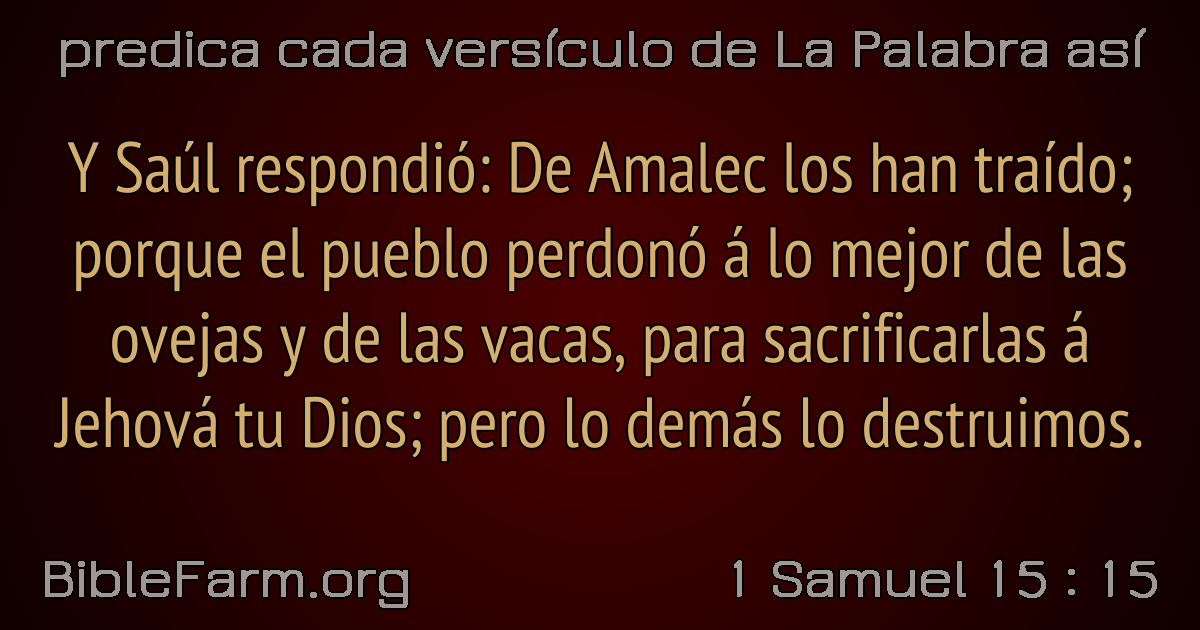 predica cada versículo de La Palabra así
Y Saúl respondió: De Amalec los han traído;
porque el pueblo perdonó á lo mejor de las
ovejas y de las vacas, para sacrificarlas á
Jehová tu Dios; pero lo demás lo destruimos.
BibleFarm.org
1 Samuel 15 : 15